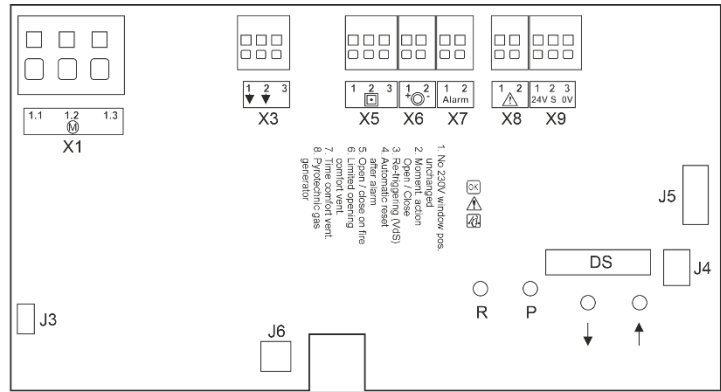 1.1 1.2 1.3
M
X1
1 2 3
X3
1 2 3
X5
1 2
+ -
X6
1 2
Alarm
X7
1 2
X8
1 2 3
24V S 0V
X9
1. No 230V window pos.
unchanged
2. Moment. action
Open / Close
3. Re-triggering (VdS)
4. Automatic reset
after alarm
5. Open / close on fire
6. Limited opening
comfort vent.
7. Time comfort vent.
8. Pyrotechnic gas
generator
OK
J5
DS
J4
R
P
J3
J6